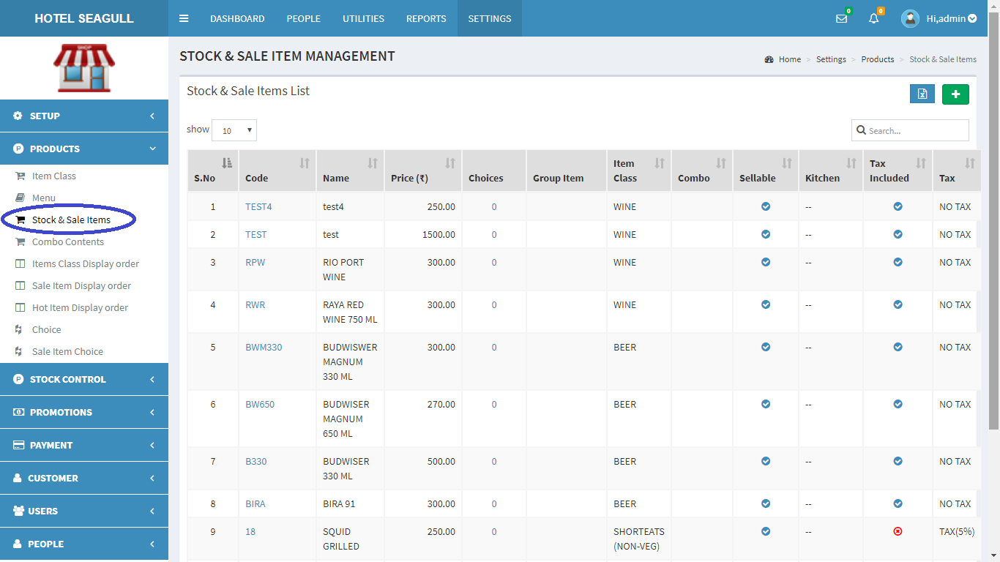 HOTEL SEAGULL
DASHBOARD PEOPLE UTILITIES REPORTS SETTINGS 0 0 Hi,admin
SHOP
STOCK & SALE ITEM MANAGEMENT
Home > Settings > Products > Stock & Sale Items
SETUP
PRODUCTS
Item Class
Menu
Stock & Sale Items
Combo Contents
Items Class Display order
Sale Item Display order
Hot Item Display order
Choice
Sale Item Choice
STOCK CONTROL
PROMOTIONS
PAYMENT
CUSTOMER
USERS
PEOPLE
Stock & Sale Items List
show 10 Search...
S.No Code Name Price (₹) Choices Group Item Item Class Combo Sellable Kitchen Tax Included Tax
1 TEST4 test4 250.00 0 WINE -- NO TAX
2 TEST test 1500.00 0 WINE -- NO TAX
3 RPW RIO PORT 300.00 0 WINE -- NO TAX
WINE
4 RWR RAYA RED 300.00 0 WINE -- NO TAX
WINE 750 ML
5 BWM330 BUDWISWER 300.00 0 BEER -- NO TAX
MAGNUM
330 ML
6 BW650 BUDWISER 270.00 0 BEER -- NO TAX
MAGNUM
650 ML
7 B330 BUDWISER 500.00 0 BEER -- NO TAX
330 ML
8 BIRA BIRA 91 300.00 0 BEER -- NO TAX
9 18 SQUID 250.00 0 SHORTEATS -- TAX(5%)
GRILLED (NON-VEG)